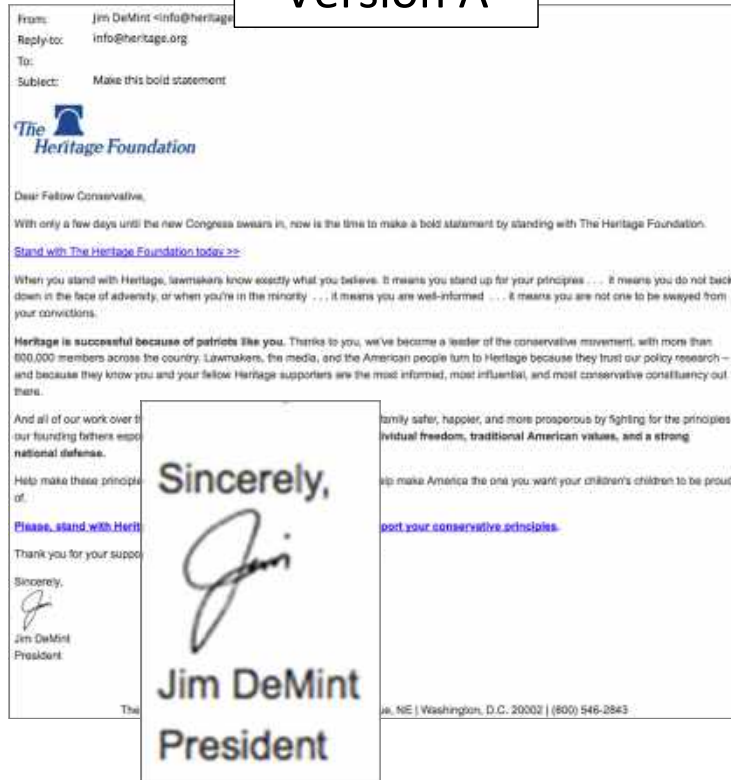 Version A
From: Jim DeMint <info@heritage
Reply-to: info@heritage.org
To:
Subject: Make this bold statement
The
Heritage Foundation
Dear Fellow Conservative,
With only a few days until the new Congress swears in, now is the time to make a bold statement by standing with The Heritage Foundation.
Stand with The Heritage Foundation today >>
When you stand with Heritage, lawmakers know exactly what you believe. It means you stand up for your principles . . . it means you do not back
down in the face of adversity, or when you're in the minority . . . it means you are well-informed . . . it means you are not one to be swayed from
your convictions.
Heritage is successful because of patriots like you. Thanks to you, we've become a leader of the conservative movement, with more than
600,000 members across the country. Lawmakers, the media, and the American people turn to Heritage because they trust our policy research –
and because they know you and your fellow Heritage supporters are the most informed, most influential, and most conservative constituency out
there.
And all of our work over family safer, happier, and more prosperous by fighting for the principles
our founding fathers individual freedom, traditional American values, and a strong
national defense.
Help make these help make America the one you want your children's children to be proud
of.
Please, stand with your conservative principles.
Thank you for your
Sincerely,
Jim
Jim DeMint
President
The NE | Washington, D.C. 20002 | (800) 546-2843
Sincerely,
Jim
Jim DeMint
President